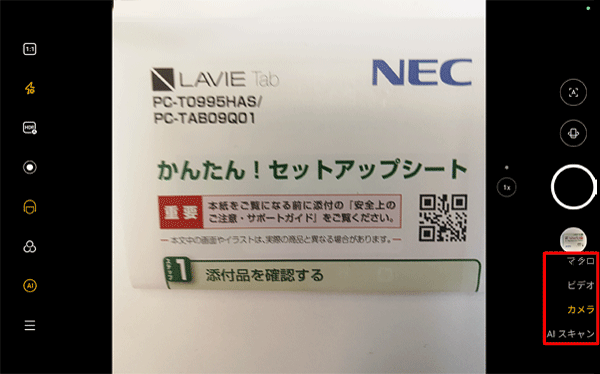 1:1
HDR
AI
LAVIE Tab
NEC
PC-T0995HAS/
PC-TAB09Q01
かんたん！セットアップシート
重要
本紙をご覧になる前に添付の「安全上の
ご注意・サポートガイド」をご覧ください。
本文中の画面やイラストは、実際の商品と異なる場合があります。
ステップ
1 添付品を確認する
A
1x
マクロ
ビデオ
カメラ
AI スキャン